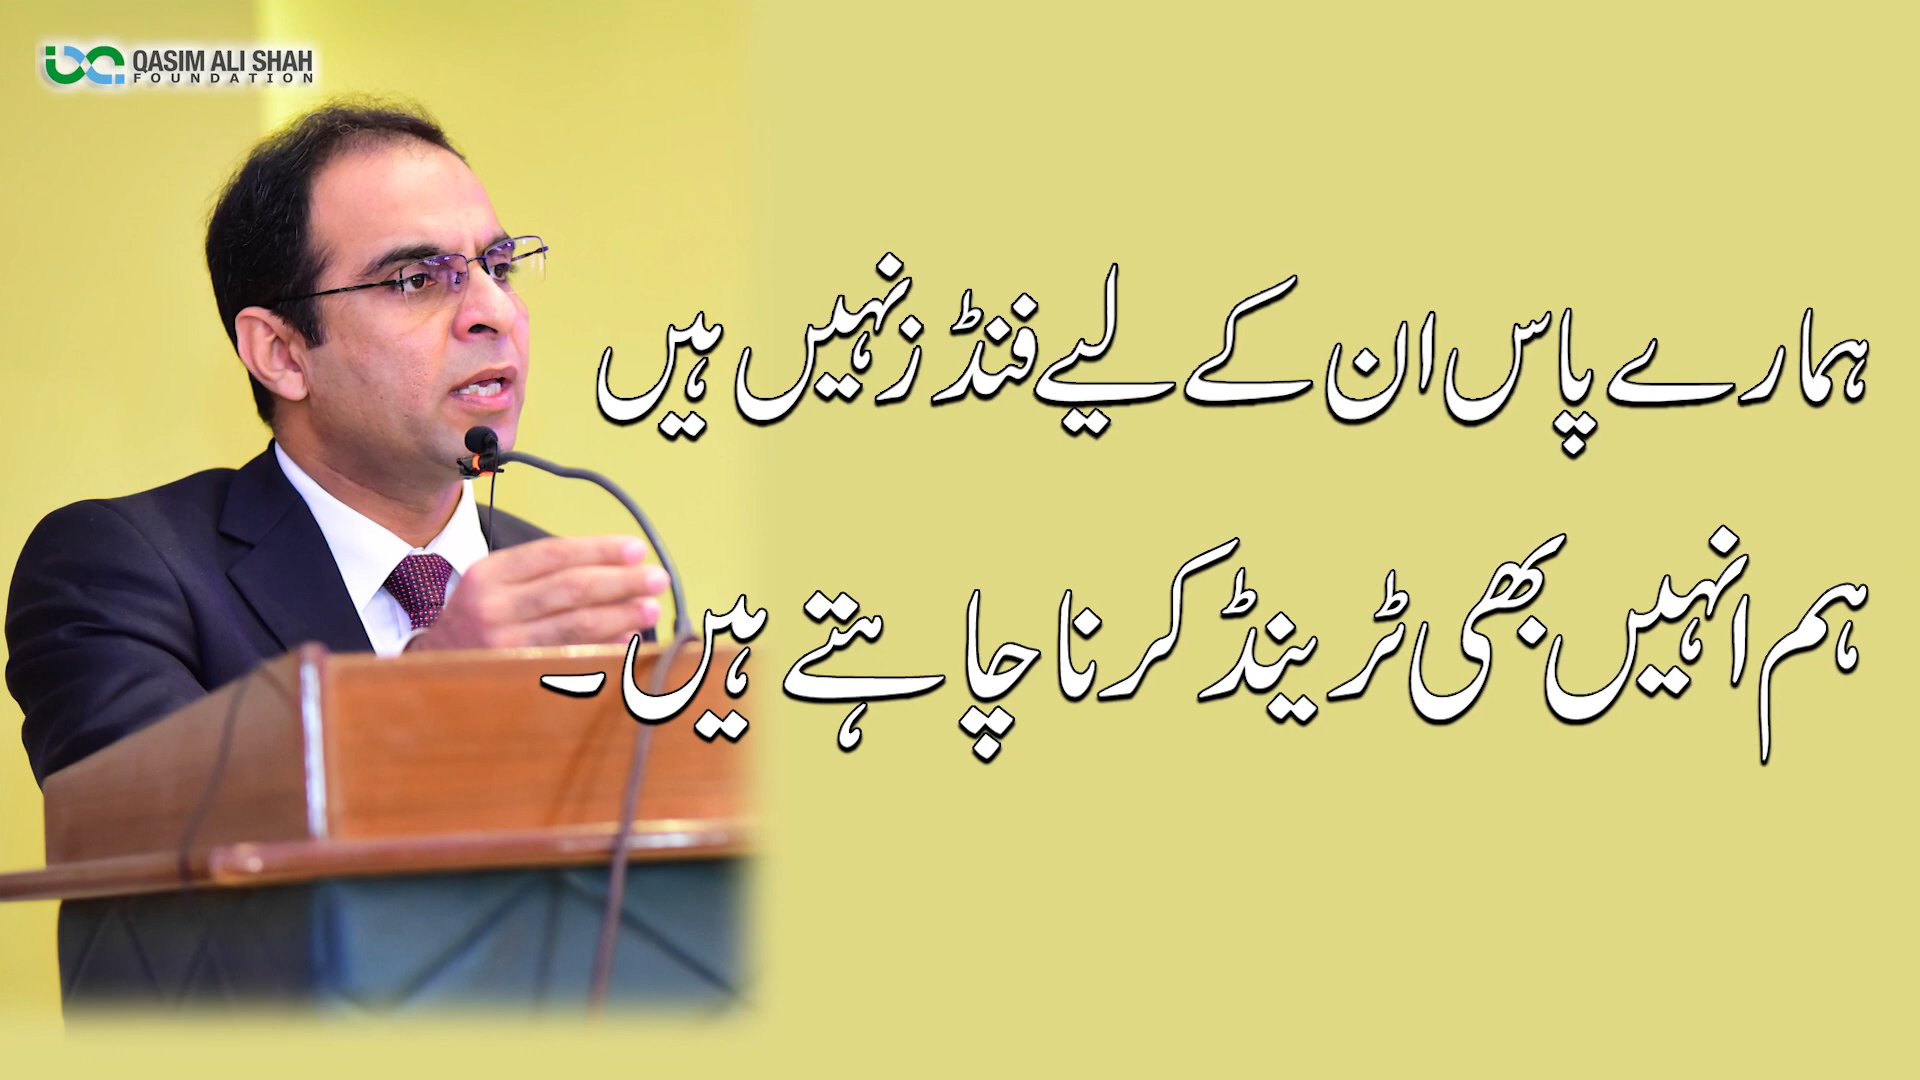 QASIM ALI SHAH
FOUNDATION
ہمارے پاس ان کے لیے فنڈز نہیں ہیں
ہم انہیں بھی ٹرینڈ کرنا چاہتے ہیں۔